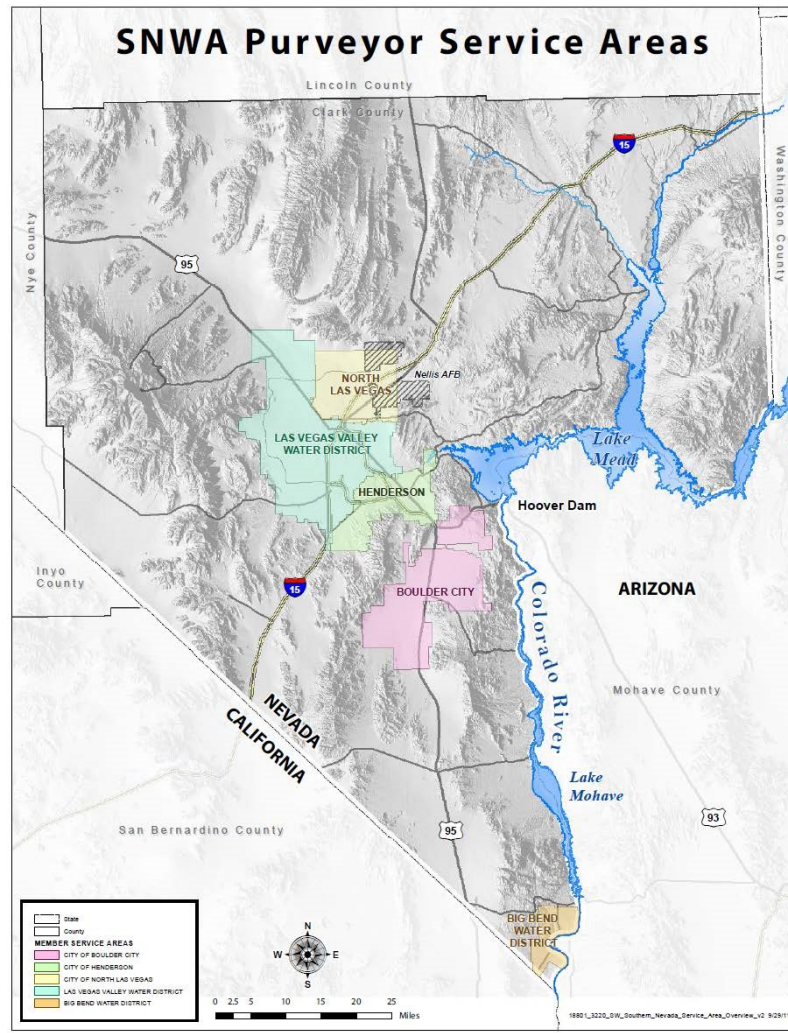 SNWA Purveyor Service Areas
Lincoln County
Clark County
15
Washington County
Nye County
95
Nellis AFB
NORTH
LAS VEGAS
LAS VEGAS VALLEY
WATER DISTRICT
Lake
Mead
HENDERSON
Hoover Dam
Inyo
County
15
BOULDER CITY
ARIZONA
Colorado River
Mohave County
NEVADA
CALIFORNIA
Lake
Mohave
93
San Bernardino County
95
BIG BEND
WATER
DISTRICT
State
County
MEMBER SERVICE AREAS
CITY OF BOULDER CITY
CITY OF HENDERSON
CITY OF NORTH LAS VEGAS
LAS VEGAS VALLEY WATER DISTRICT
BIG BEND WATER DISTRICT
N
W E
S
0 2.5 5 10 15 20 25
Miles